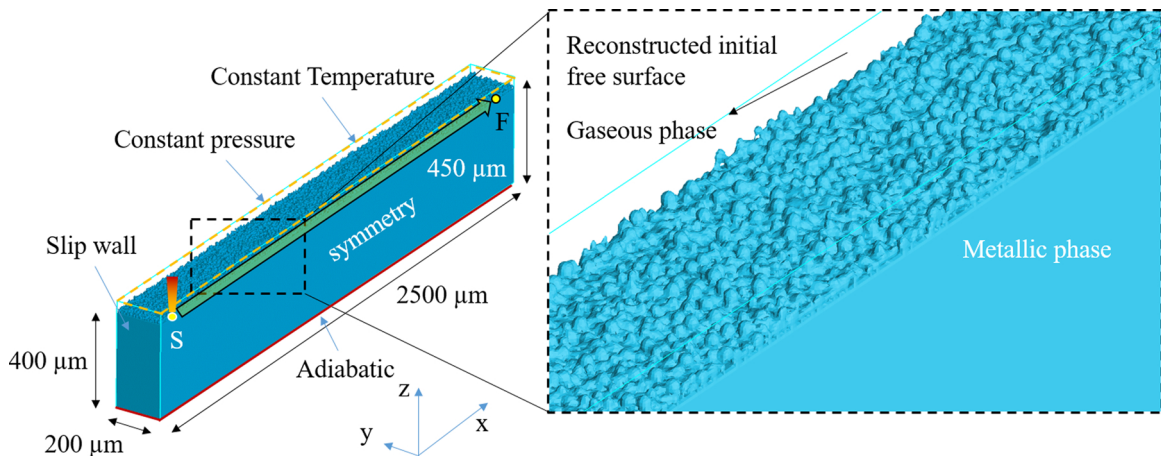 Constant Temperature
Constant pressure
Slip wall
S
F
450 µm
symmetry
2500 µm
400 µm
200 µm
Adiabatic
z
y
x
Reconstructed initial
free surface
Gaseous phase
Metallic phase